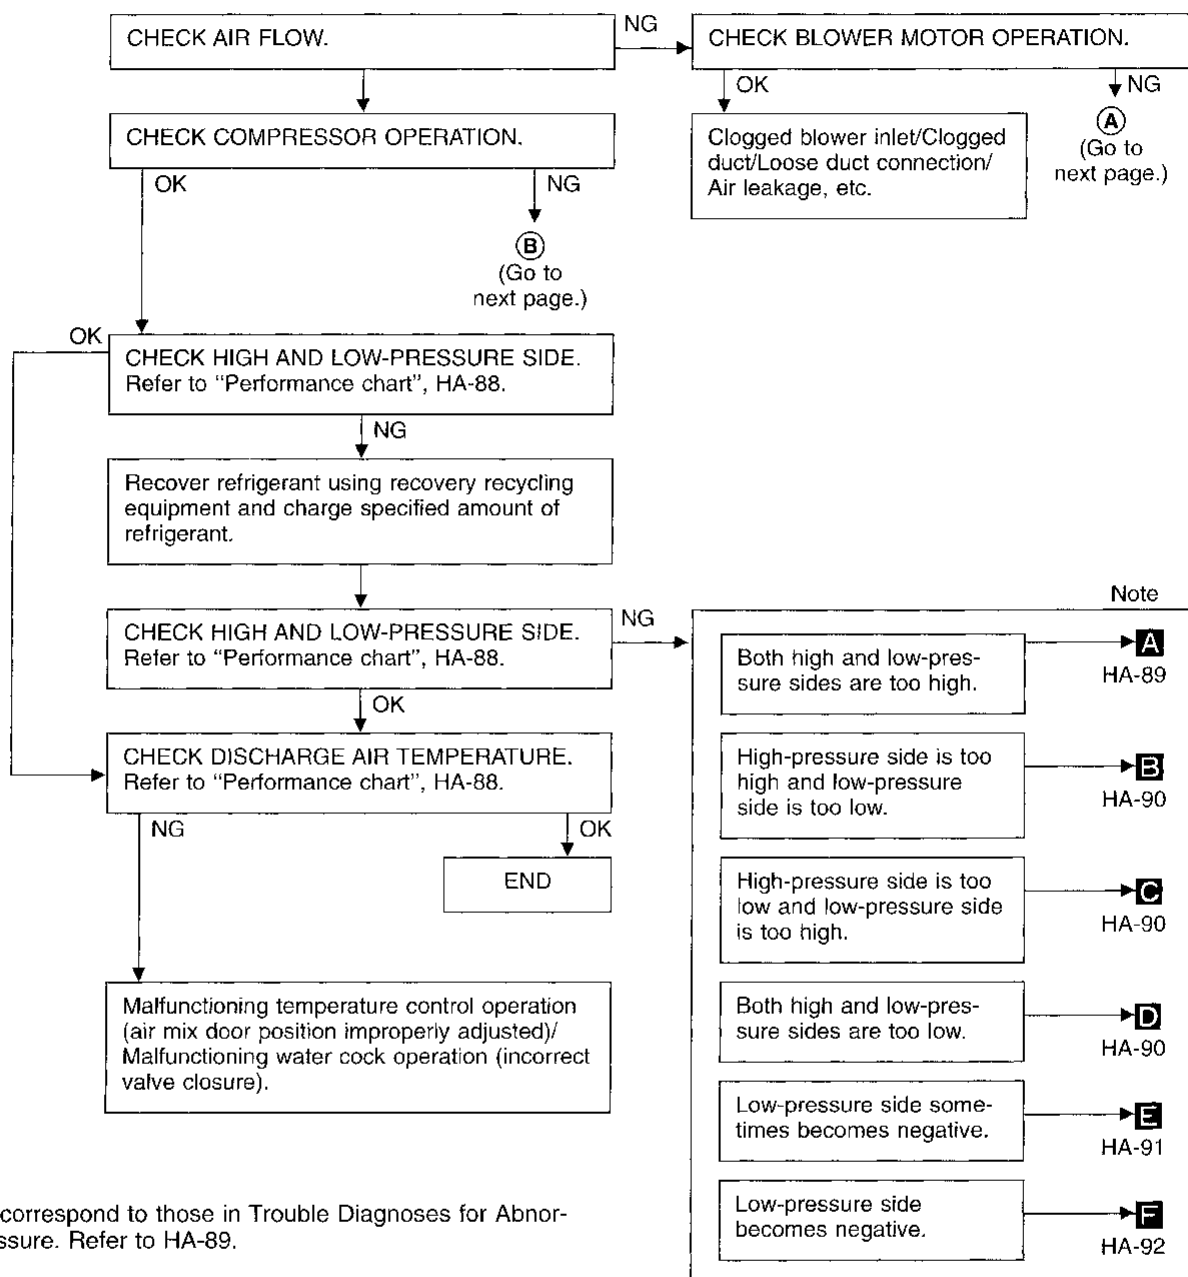 CHECK AIR FLOW.
NG
CHECK BLOWER MOTOR OPERATION.
OK
NG
Clogged blower inlet/Clogged
duct/Loose duct connection/
Air leakage, etc.
A
(Go to
next page.)
CHECK COMPRESSOR OPERATION.
OK
NG
B
(Go to
next page.)
OK
CHECK HIGH AND LOW-PRESSURE SIDE.
Refer to "Performance chart", HA-88.
NG
Recover refrigerant using recovery recycling
equipment and charge specified amount of
refrigerant.
CHECK HIGH AND LOW-PRESSURE SIDE.
Refer to "Performance chart", HA-88.
NG
OK
CHECK DISCHARGE AIR TEMPERATURE.
Refer to "Performance chart", HA-88.
NG
OK
END
Malfunctioning temperature control operation
(air mix door position improperly adjusted)/
Malfunctioning water cock operation (incorrect
valve closure).
Note
Both high and low-pres-
sure sides are too high.
A
HA-89
High-pressure side is too
high and low-pressure
side is too low.
B
HA-90
High-pressure side is too
low and low-pressure side
is too high.
C
HA-90
Both high and low-pres-
sure sides are too low.
D
HA-90
Low-pressure side some-
times becomes negative.
E
HA-91
Low-pressure side
becomes negative.
F
HA-92
correspond to those in Trouble Diagnoses for Abnor-
ssure. Refer to HA-89.